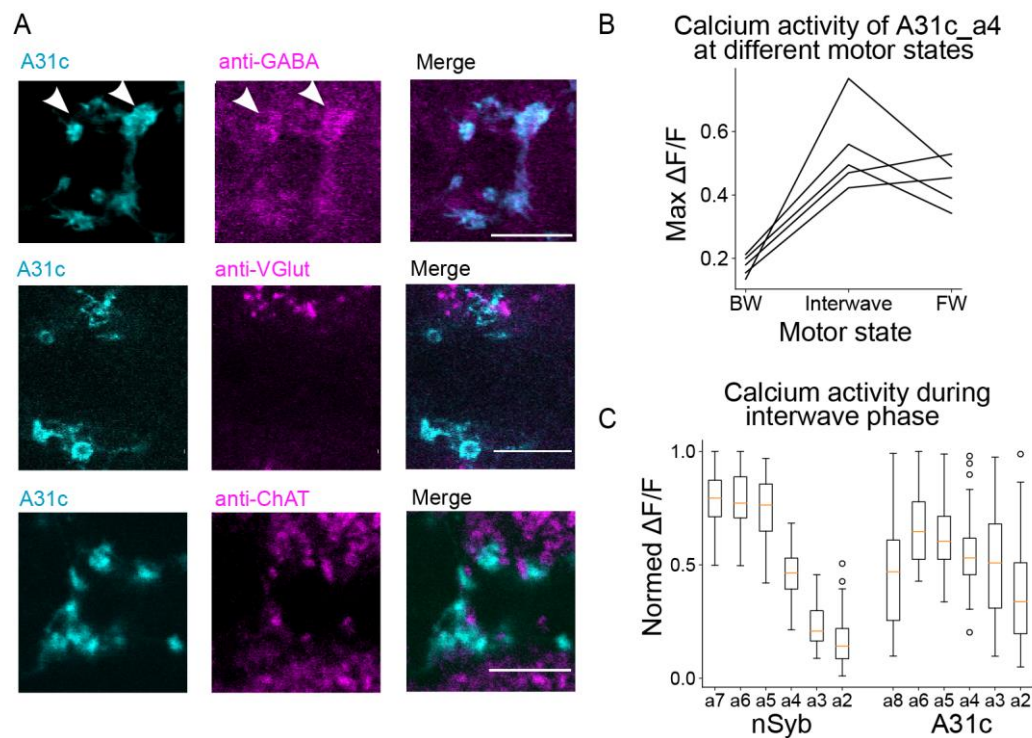 A
A31c anti-GABA Merge
A31c anti-VGlut Merge
A31c anti-ChAT Merge
B
Calcium activity of A31c_a4
at different motor states
Max ΔF/F
0.6
0.4
0.2
BW Interwave FW
Motor state
C
Calcium activity during
interwave phase
Normed ΔF/F
1.0
0.5
0.0
a7 a6 a5 a4 a3 a2 a8 a6 a5 a4 a3 a2
nSyb A31c